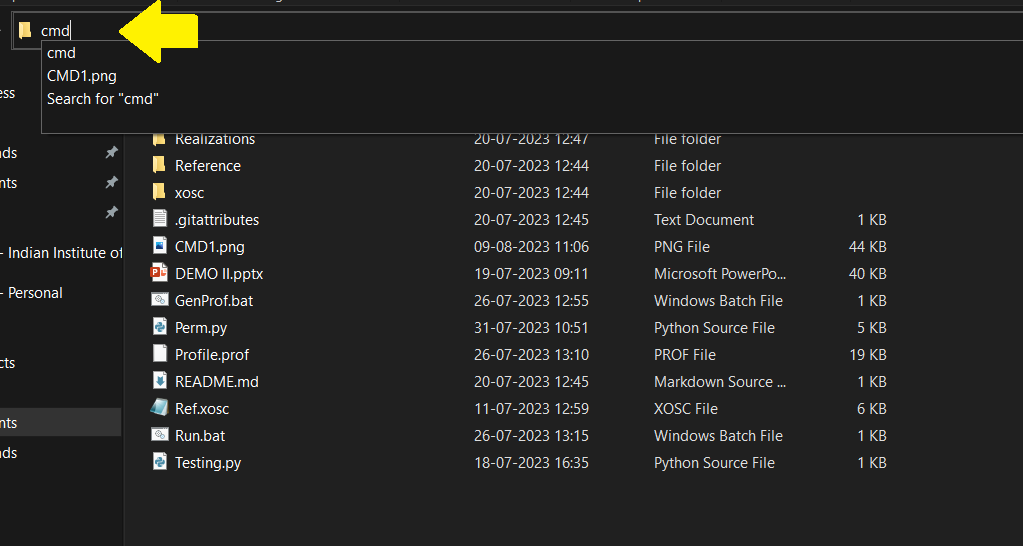 cmd
cmd
CMD1.png
Search for "cmd"
ess
Realizations 20-07-2023 12:47 File folder
ads
Reference 20-07-2023 12:44 File folder
nts
xosc 20-07-2023 12:44 File folder
.gitattributes 20-07-2023 12:45 Text Document 1 KB
- Indian Institute of
CMD1.png 09-08-2023 11:06 PNG File 44 KB
DEMO II.pptx 19-07-2023 09:11 Microsoft PowerPo... 40 KB
- Personal
GenProf.bat 26-07-2023 12:55 Windows Batch File 1 KB
Perm.py 31-07-2023 10:51 Python Source File 5 KB
cts
Profile.prof 26-07-2023 13:10 PROF File 19 KB
README.md 20-07-2023 12:45 Markdown Source ... 1 KB
Ref.xosc 11-07-2023 12:59 XOSC File 6 KB
nts
Run.bat 26-07-2023 13:15 Windows Batch File 1 KB
ads
Testing.py 18-07-2023 16:35 Python Source File 1 KB